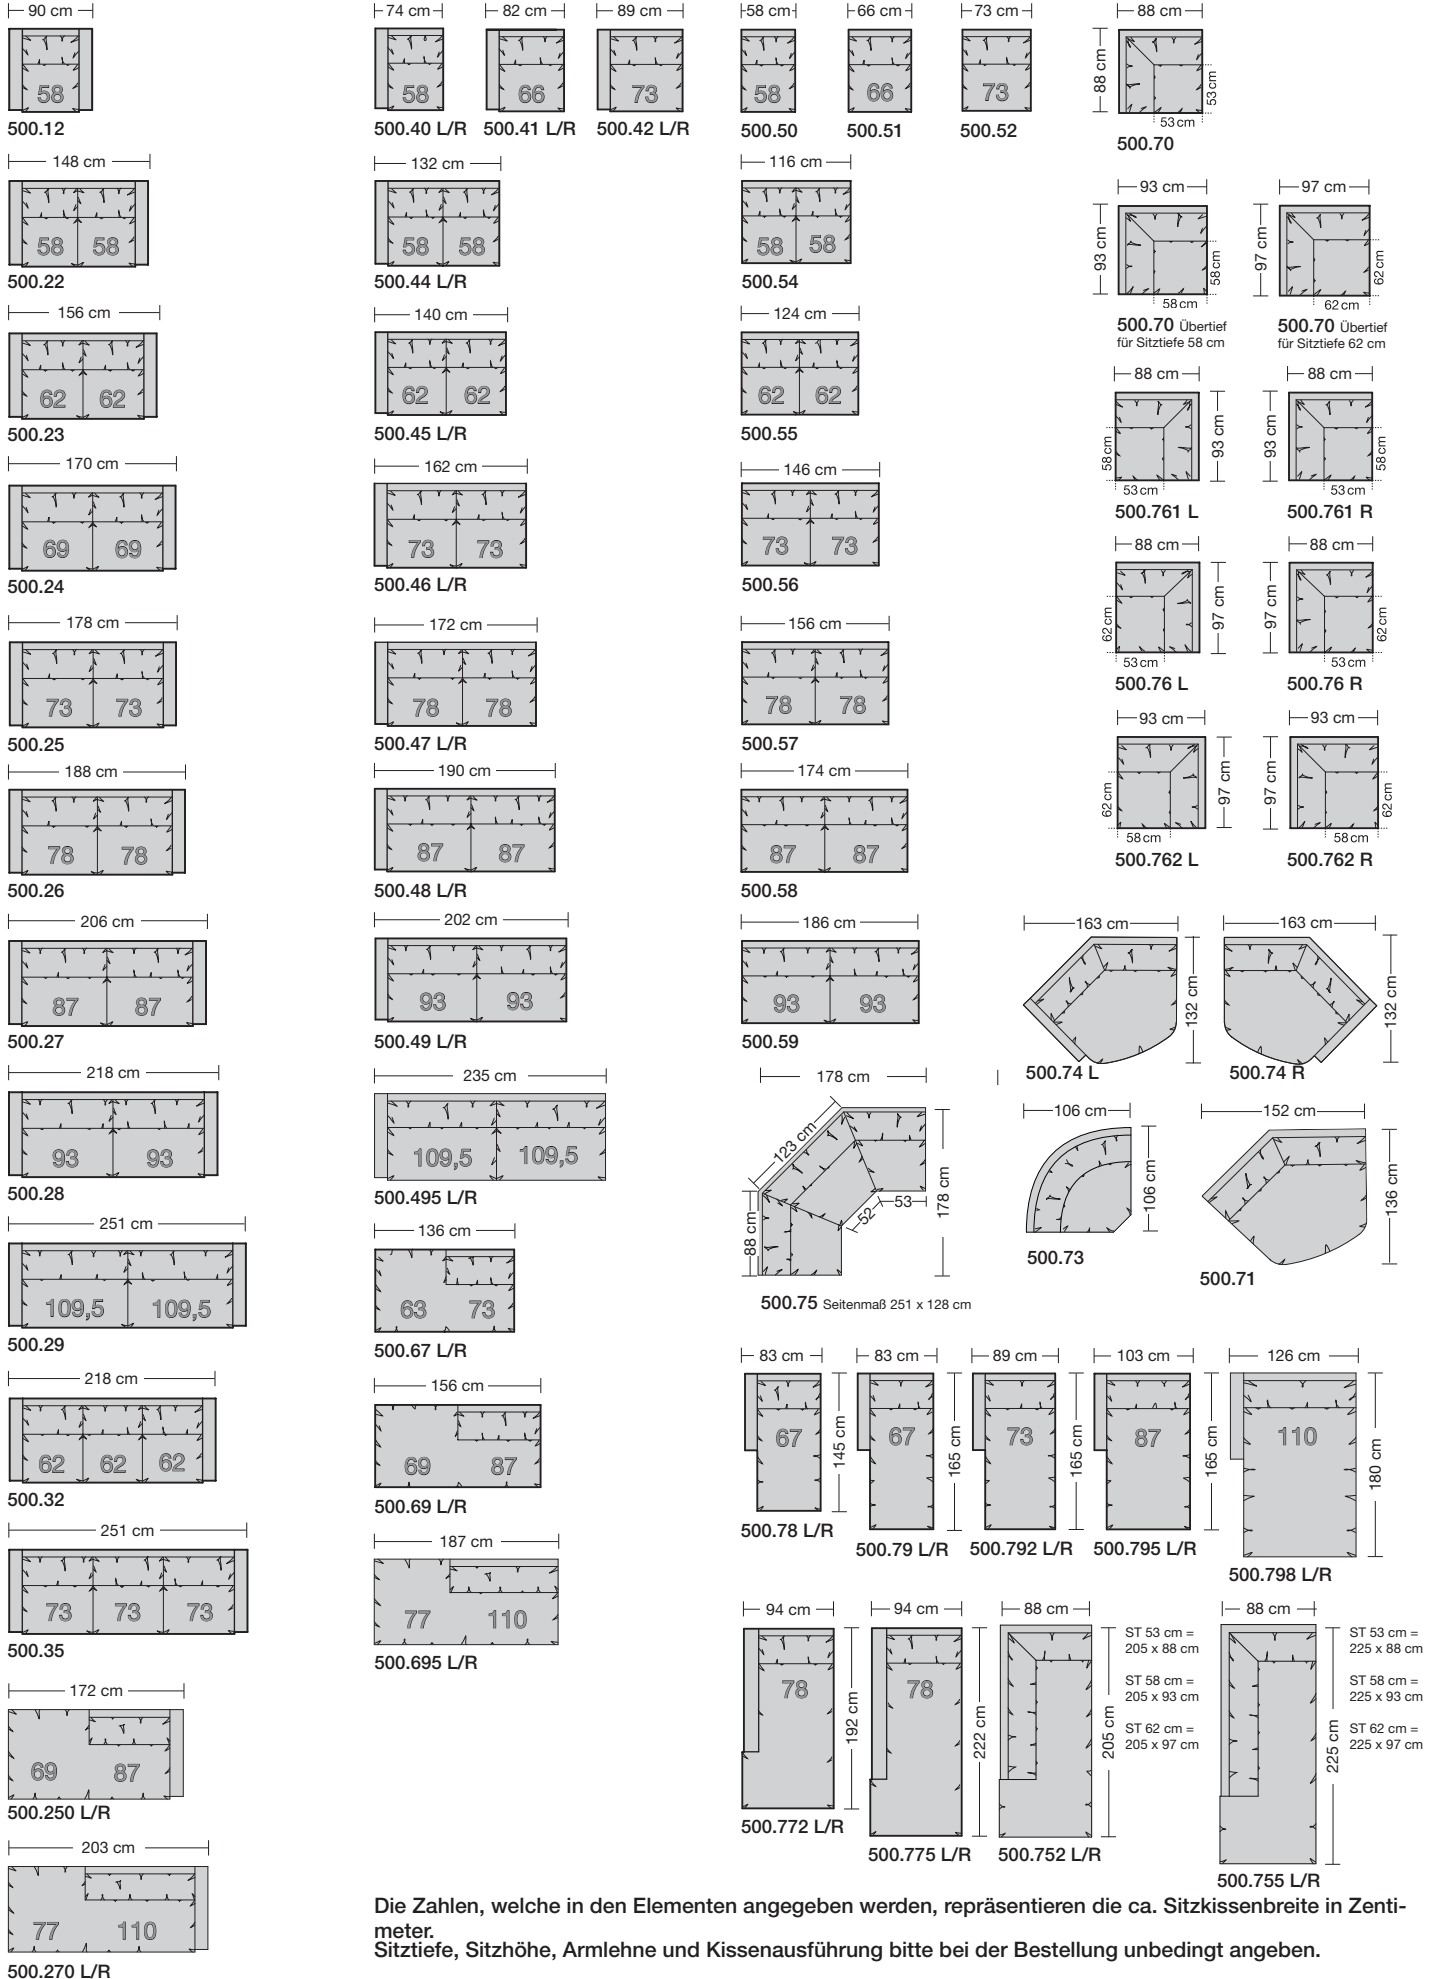 90 cm
58
500.12
148 cm
58 58
500.22
156 cm
62 62
500.23
170 cm
69 69
500.24
178 cm
73 73
500.25
188 cm
78 78
500.26
206 cm
87 87
500.27
218 cm
93 93
500.28
251 cm
109,5 109,5
500.29
218 cm
62 62 62
500.32
251 cm
73 73 73
500.35
172 cm
69 87
500.250 L/R
203 cm
77 110
500.270 L/R
74 cm
58
500.40 L/R
82 cm
66
500.41 L/R
89 cm
73
500.42 L/R
132 cm
58 58
500.44 L/R
140 cm
62 62
500.45 L/R
162 cm
73 73
500.46 L/R
172 cm
78 78
500.47 L/R
190 cm
87 87
500.48 L/R
202 cm
93 93
500.49 L/R
235 cm
109,5 109,5
500.495 L/R
136 cm
63 73
500.67 L/R
156 cm
69 87
500.69 L/R
187 cm
77 110
500.695 L/R
58 cm
58
500.50
66 cm
66
500.51
73 cm
73
500.52
116 cm
58 58
500.54
124 cm
62 62
500.55
146 cm
73 73
500.56
156 cm
78 78
500.57
174 cm
87 87
500.58
186 cm
93 93
500.59
88 cm
88 cm
53 cm
53 cm
500.70
93 cm
93 cm
58 cm
58 cm
500.70 Übertief
für Sitztiefe 58 cm
97 cm
97 cm
62 cm
62 cm
500.70 Übertief
für Sitztiefe 62 cm
88 cm
58 cm
93 cm
53 cm
500.761 L
88 cm
93 cm
58 cm
53 cm
500.761 R
88 cm
62 cm
97 cm
53 cm
500.76 L
88 cm
97 cm
62 cm
53 cm
500.76 R
93 cm
62 cm
97 cm
58 cm
500.762 L
93 cm
97 cm
62 cm
58 cm
500.762 R
163 cm
132 cm
500.74 L
163 cm
132 cm
500.74 R
178 cm
123 cm
88 cm
52
53
178 cm
500.75 Seitenmaß 251 x 128 cm
106 cm
106 cm
500.73
152 cm
136 cm
500.71
83 cm
67
145 cm
500.78 L/R
83 cm
67
165 cm
500.79 L/R
89 cm
73
165 cm
500.792 L/R
103 cm
87
165 cm
500.795 L/R
126 cm
110
180 cm
500.798 L/R
94 cm
78
192 cm
500.772 L/R
94 cm
78
222 cm
500.775 L/R
88 cm
205 cm
ST 53 cm =
205 x 88 cm
ST 58 cm =
205 x 93 cm
ST 62 cm =
205 x 97 cm
500.752 L/R
88 cm
225 cm
ST 53 cm =
225 x 88 cm
ST 58 cm =
225 x 93 cm
ST 62 cm =
225 x 97 cm
500.755 L/R
Die Zahlen, welche in den Elementen angegeben werden, repräsentieren die ca. Sitzkissenbreite in Zenti-
meter.
Sitztiefe, Sitzhöhe, Armlehne und Kissenausführung bitte bei der Bestellung unbedingt angeben.